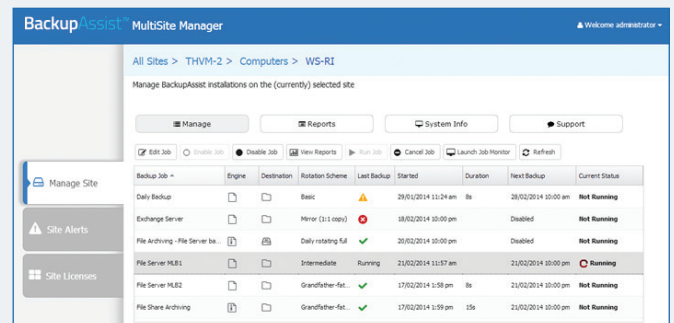 BackupAssist™ MultiSite Manager
Welcome administrator
All Sites > THVM-2 > Computers > WS-RI
Manage BackupAssist installations on the (currently) selected site
Manage Reports System Info Support
Edit Job Enable Job Disable Job View Reports Run Job Cancel Job Launch Job Monitor Refresh
Backup Job Engine Destination Rotation Scheme Last Backup Started Duration Next Backup Current Status
Daily Backup Basic 29/01/2014 11:24 am 8s 28/02/2014 10:00 am Not Running
Exchange Server Mirror (1:1 copy) 18/02/2014 10:00 pm Disabled Not Running
File Archiving - File Server ba... Daily rotating full 20/02/2014 10:00 pm Disabled Not Running
File Server MLB1 Intermediate Running 21/02/2014 11:57 am 21/02/2014 10:00 pm Running
File Server MLB2 Grandfather-fat... 17/02/2014 1:58 pm 8s 21/02/2014 10:00 pm Not Running
File Share Archiving Grandfather-fat... 17/02/2014 1:59 pm 15s 21/02/2014 10:00 pm Not Running
Manage Site
Site Alerts
Site Licenses